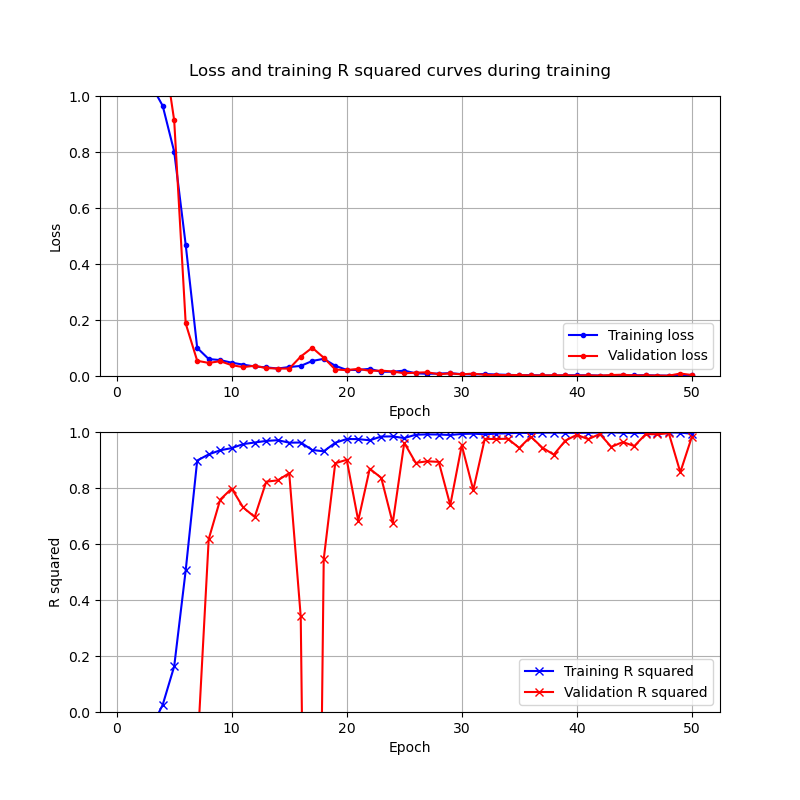 Loss and training R squared curves during training
1.0
0.8
0.6
0.4
0.2
0.0
Loss
Training loss
Validation loss
0 10 20 30 40 50
Epoch
1.0
0.8
0.6
0.4
0.2
0.0
R squared
Training R squared
Validation R squared
0 10 20 30 40 50
Epoch